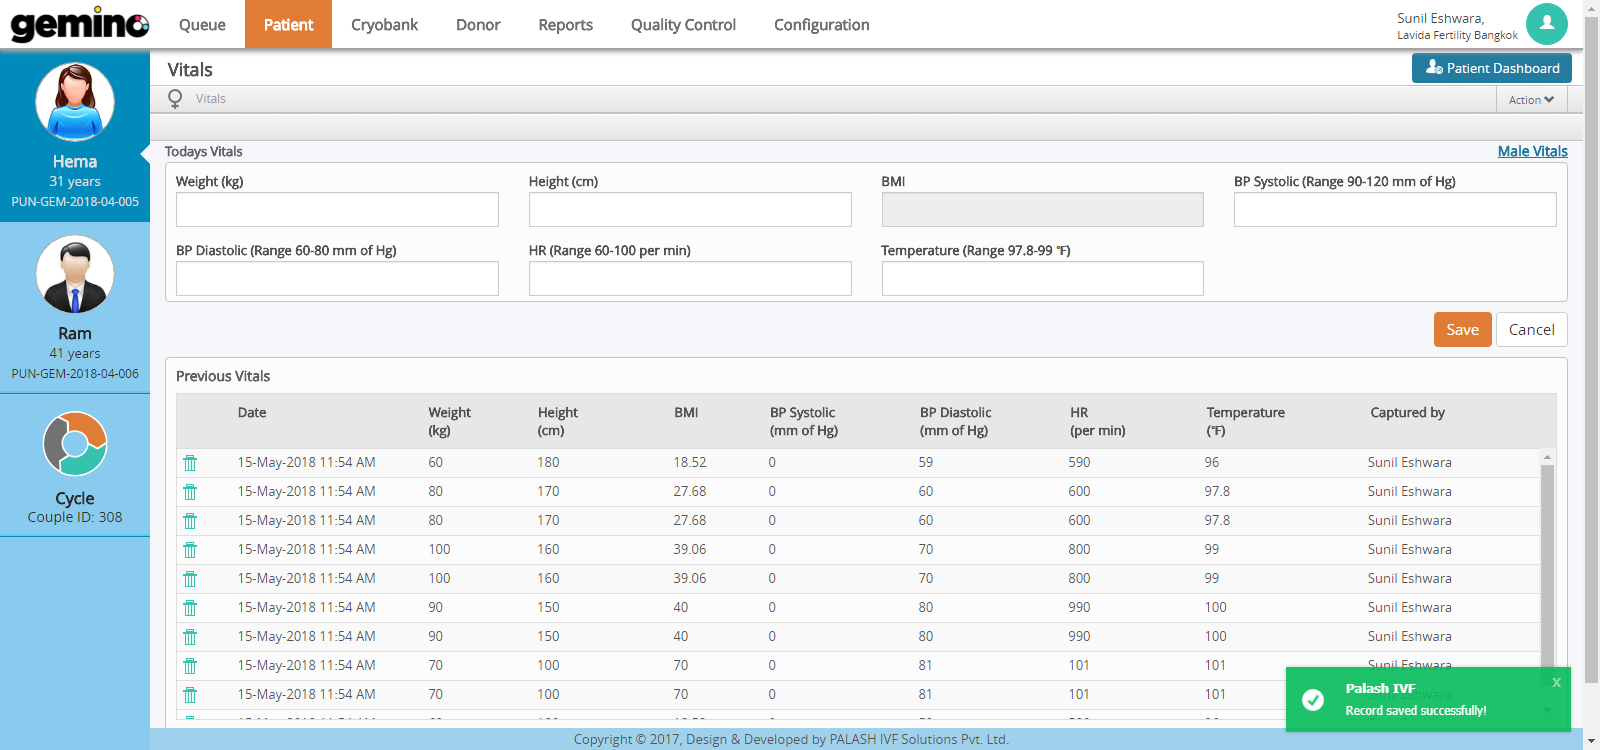 gemino
Queue Patient Cryobank Donor Reports Quality Control Configuration
Sunil Eshwara,
Lavida Fertility Bangkok
Hema
31 years
PUN-GEM-2018-04-005
Ram
41 years
PUN-GEM-2018-04-006
Cycle
Couple ID: 308
Vitals
Patient Dashboard
Vitals
Action
Todays Vitals
Male Vitals
Weight (kg) Height (cm) BMI BP Systolic (Range 90-120 mm of Hg)
BP Diastolic (Range 60-80 mm of Hg) HR (Range 60-100 per min) Temperature (Range 97.8-99 °F)
Save Cancel
Previous Vitals
Date Weight (kg) Height (cm) BMI BP Systolic (mm of Hg) BP Diastolic (mm of Hg) HR (per min) Temperature (°F) Captured by
15-May-2018 11:54 AM 60 180 18.52 0 59 590 96 Sunil Eshwara
15-May-2018 11:54 AM 80 170 27.68 0 60 600 97.8 Sunil Eshwara
15-May-2018 11:54 AM 80 170 27.68 0 60 600 97.8 Sunil Eshwara
15-May-2018 11:54 AM 100 160 39.06 0 70 800 99 Sunil Eshwara
15-May-2018 11:54 AM 100 160 39.06 0 70 800 99 Sunil Eshwara
15-May-2018 11:54 AM 90 150 40 0 80 990 100 Sunil Eshwara
15-May-2018 11:54 AM 90 150 40 0 80 990 100 Sunil Eshwara
15-May-2018 11:54 AM 70 100 70 0 81 101 101 Sunil Eshwara
15-May-2018 11:54 AM 70 100 70 0 81 101 101
Palash IVF
x
Record saved successfully!
Copyright © 2017, Design & Developed by PALASH IVF Solutions Pvt. Ltd.